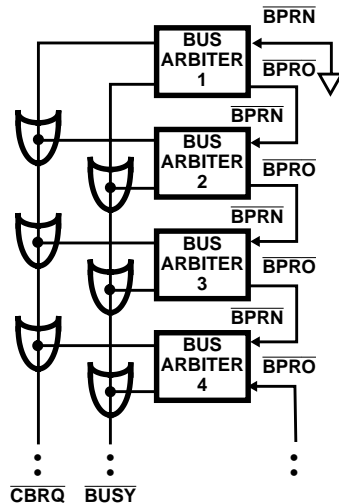 BPRN
BUS
ARBITER
1
BPRO
BPRN
BUS
ARBITER
2
BPRO
BPRN
BUS
ARBITER
3
BPRO
BPRN
BUS
ARBITER
4
BPRO
CBRQ BUSY